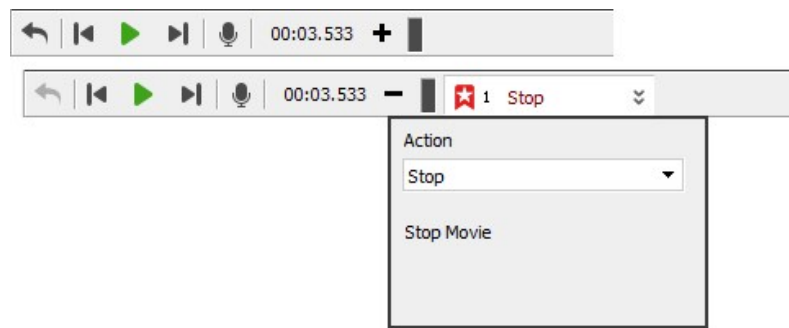 00:03.533 +
00:03.533 − 1 Stop
Action
Stop
Stop Movie